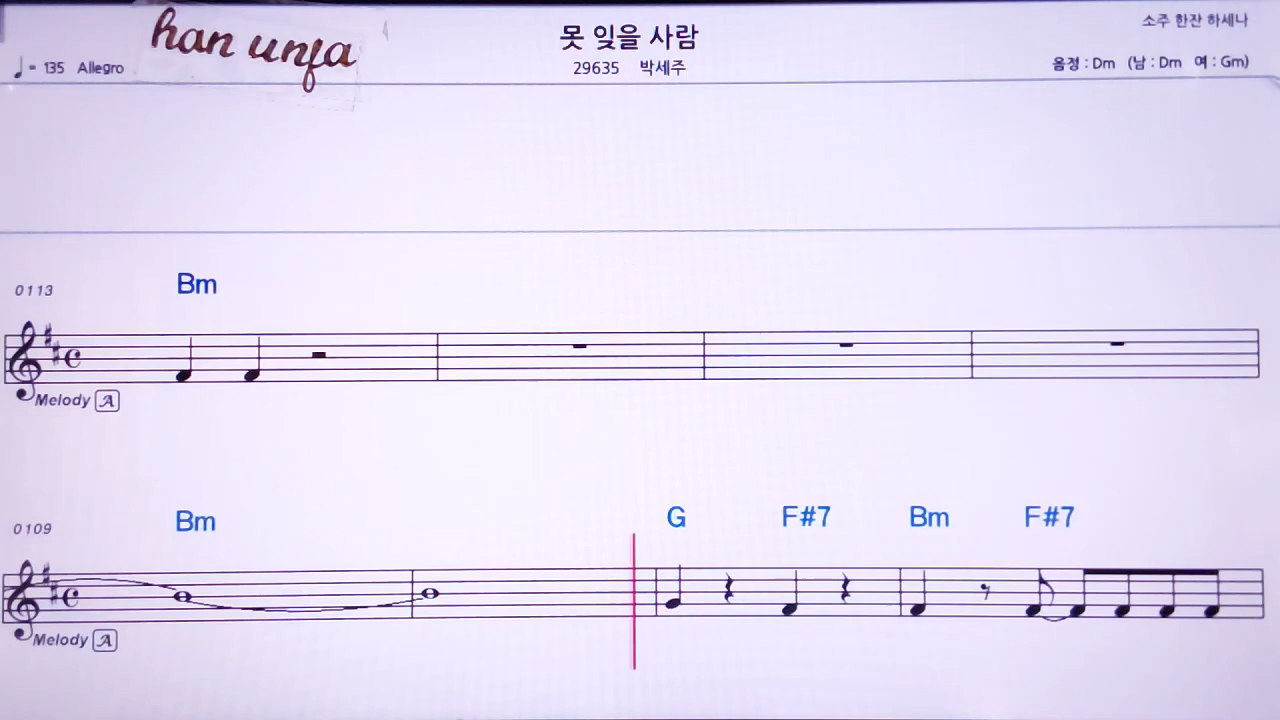 han unfa
못 잊을 사람
소주 한잔 하세나
♩= 135 Allegro
29635 박세주
음정 : Dm (남 : Dm 여 : Gm)
0113 Bm
Melody A
0109 Bm G F#7 Bm F#7
Melody A